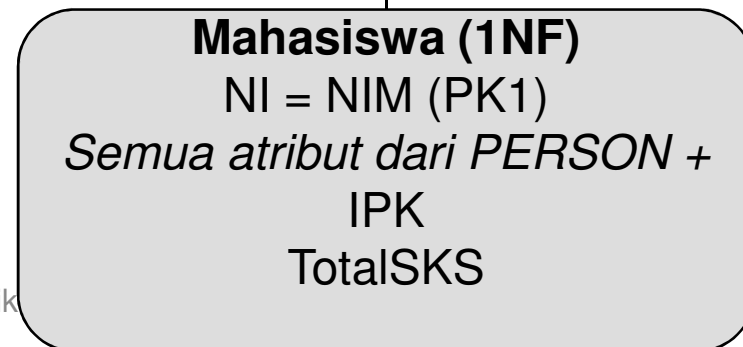 Mahasiswa (1NF)
NI = NIM (PK1)
Semua atribut dari PERSON +
IPK
TotalSKS